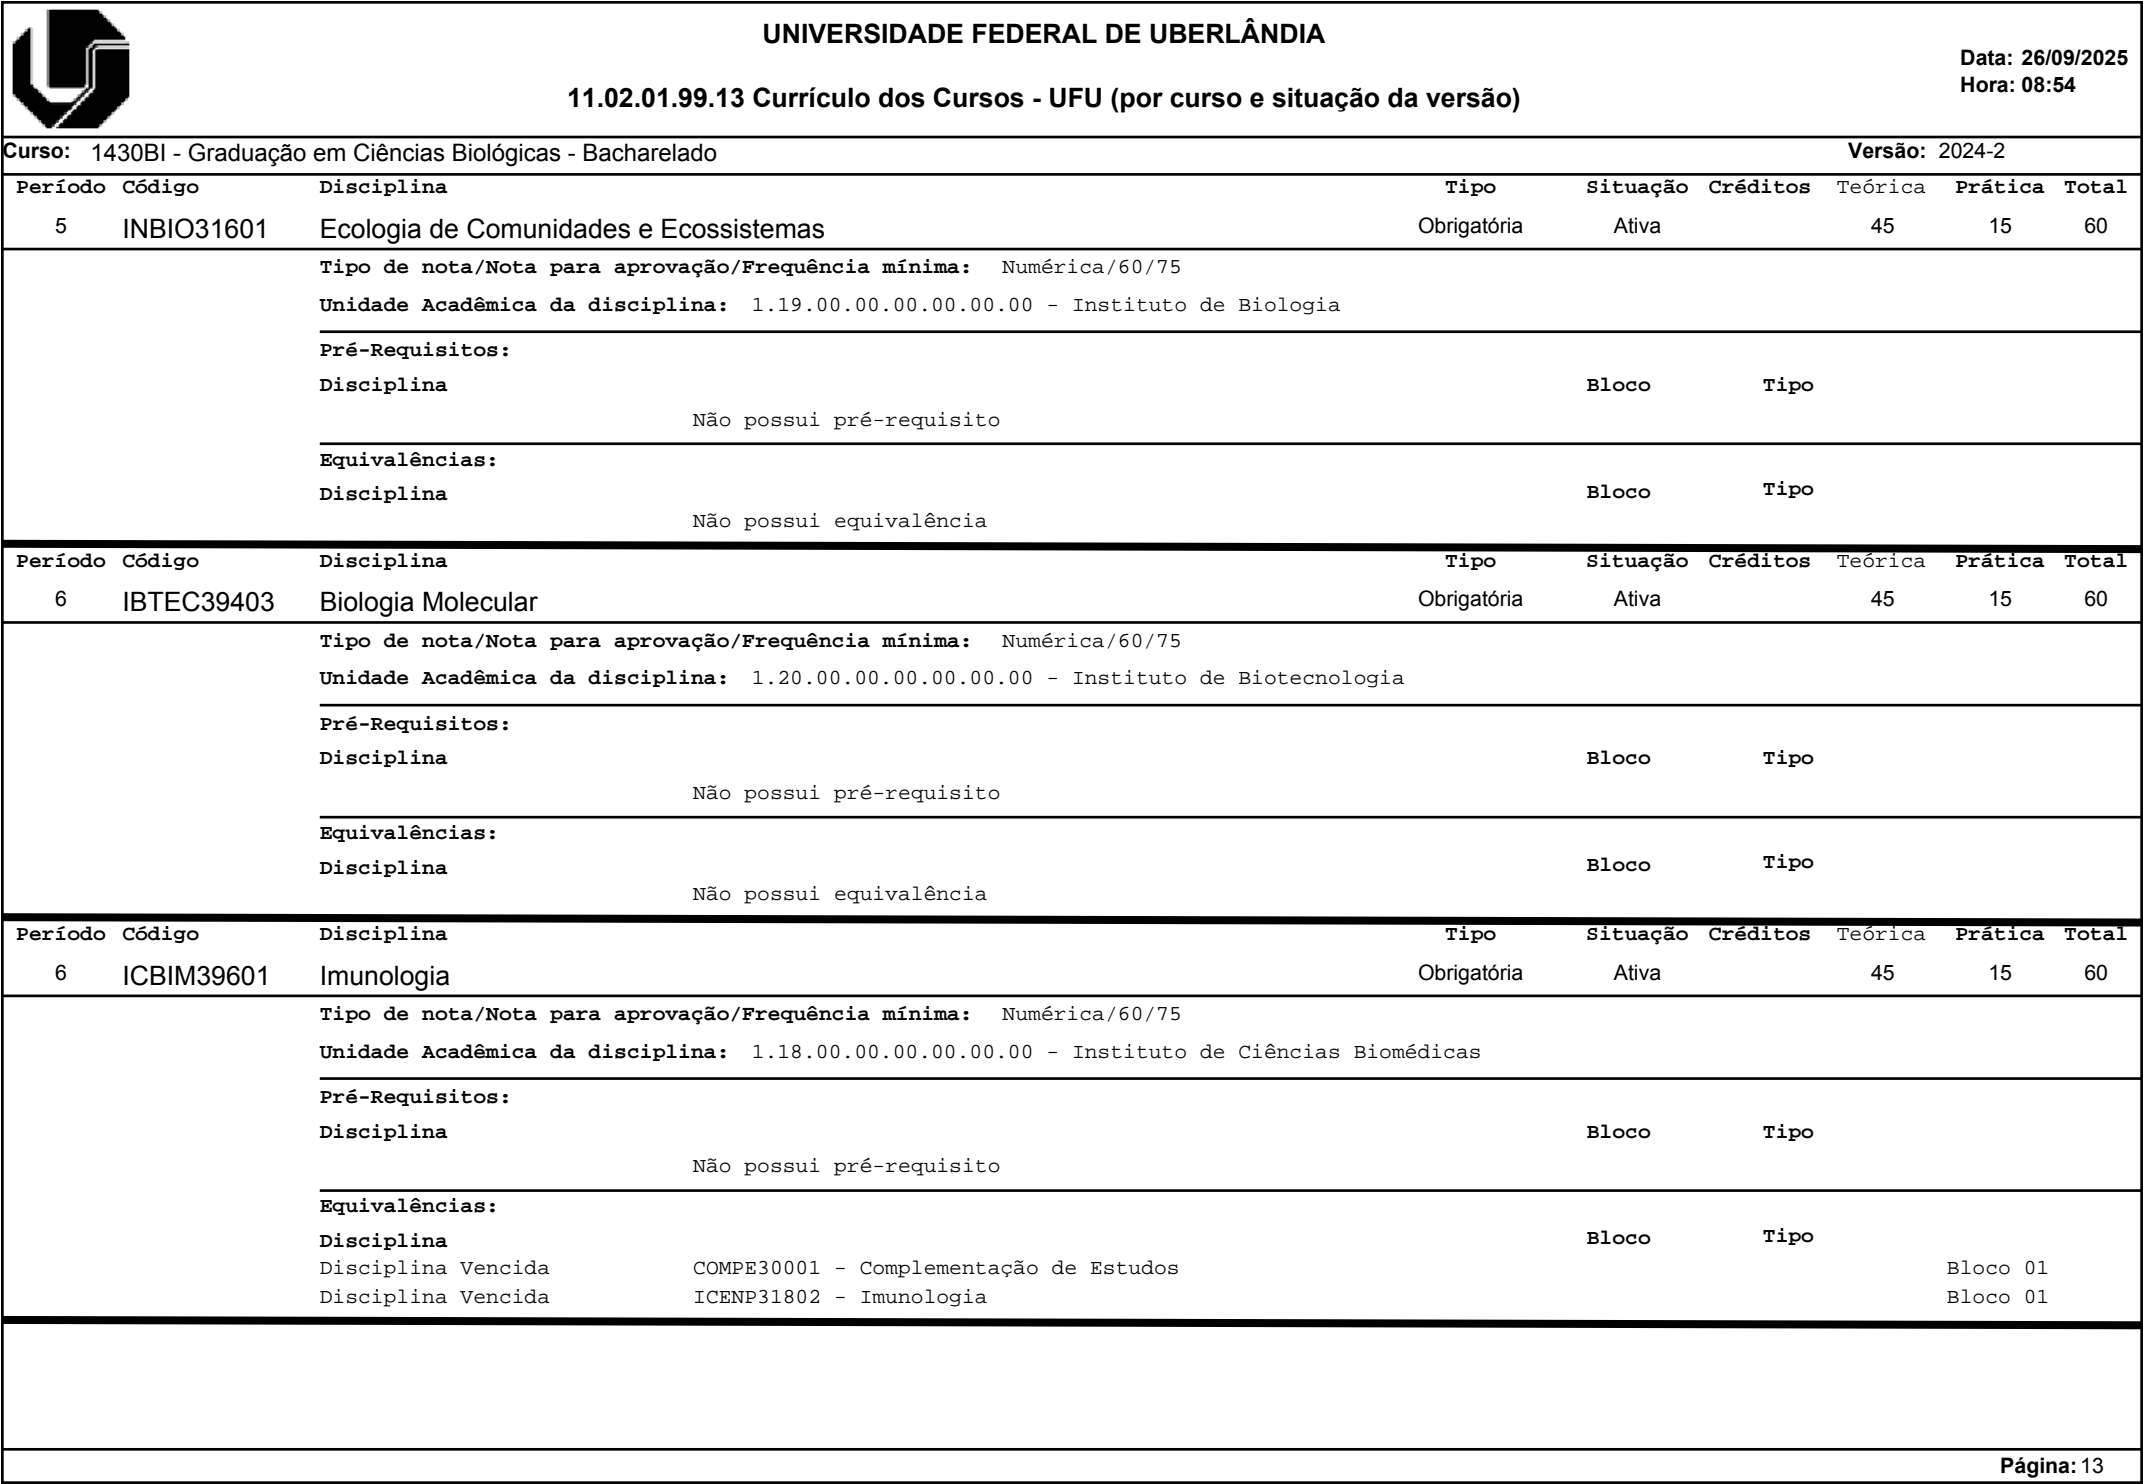 UNIVERSIDADE FEDERAL DE UBERLÂNDIA
Data: 26/09/2025
Hora: 08:54
11.02.01.99.13 Currículo dos Cursos - UFU (por curso e situação da versão)
Curso: 1430BI - Graduação em Ciências Biológicas - Bacharelado Versão: 2024-2
Período Código Disciplina Tipo Situação Créditos Teórica Prática Total
5 INBIO31601 Ecologia de Comunidades e Ecossistemas Obrigatória Ativa 45 15 60
Tipo de nota/Nota para aprovação/Frequência mínima: Numérica/60/75
Unidade Acadêmica da disciplina: 1.19.00.00.00.00.00.00 - Instituto de Biologia
Pré-Requisitos:
Disciplina Bloco Tipo
Não possui pré-requisito
Equivalências:
Disciplina Bloco Tipo
Não possui equivalência
Período Código Disciplina Tipo Situação Créditos Teórica Prática Total
6 IBTEC39403 Biologia Molecular Obrigatória Ativa 45 15 60
Tipo de nota/Nota para aprovação/Frequência mínima: Numérica/60/75
Unidade Acadêmica da disciplina: 1.20.00.00.00.00.00.00 - Instituto de Biotecnologia
Pré-Requisitos:
Disciplina Bloco Tipo
Não possui pré-requisito
Equivalências:
Disciplina Bloco Tipo
Não possui equivalência
Período Código Disciplina Tipo Situação Créditos Teórica Prática Total
6 ICBIM39601 Imunologia Obrigatória Ativa 45 15 60
Tipo de nota/Nota para aprovação/Frequência mínima: Numérica/60/75
Unidade Acadêmica da disciplina: 1.18.00.00.00.00.00.00 - Instituto de Ciências Biomédicas
Pré-Requisitos:
Disciplina Bloco Tipo
Não possui pré-requisito
Equivalências:
Disciplina Bloco Tipo
Disciplina Vencida COMPE30001 - Complementação de Estudos Bloco 01
Disciplina Vencida ICENP31802 - Imunologia Bloco 01
Página: 13